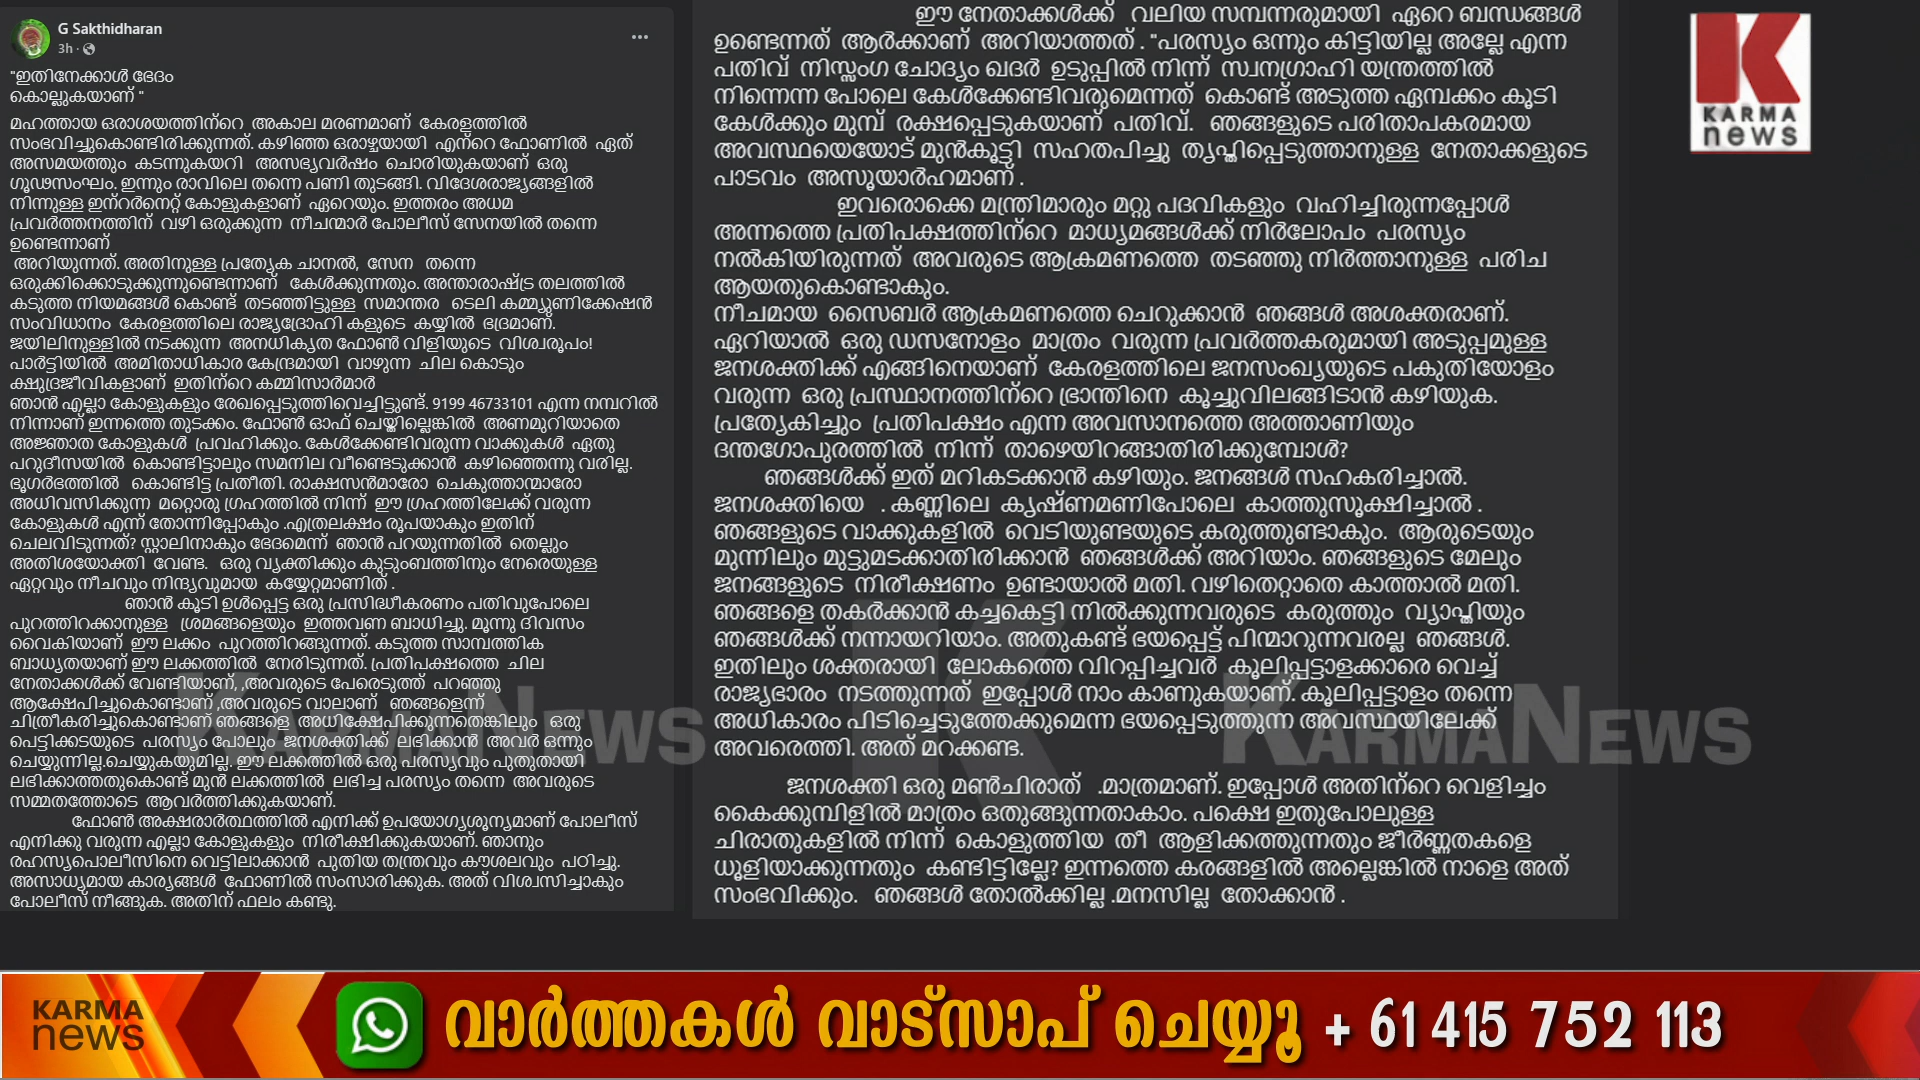 G Sakthidharan
3h
"ഇതിനേക്കാൾ ഭേദം
കൊല്ലുകയാണ് "
മഹത്തായ ഒരാശയത്തിൻ്റെ അകാല മരണമാണ് കേരളത്തിൽ
സംഭവിച്ചുകൊണ്ടിരിക്കുന്നത്. കഴിഞ്ഞ ഒരാഴ്ചയായി എൻ്റെ ഫോണിൽ ഏത്
അസമയത്തും കടന്നുകയറി അസഭ്യവർഷം ചൊരിയുകയാണ് ഒരു
ഗൂഢസംഘം. ഇന്നും രാവിലെ തന്നെ പണി തുടങ്ങി. വിദേശരാജ്യങ്ങളിൽ
നിന്നുള്ള ഇൻ്റർനെറ്റ് കോളുകളാണ് ഏറെയും. ഇത്തരം അധമ
പ്രവർത്തനത്തിന് വഴി ഒരുക്കുന്ന നീചന്മാർ പോലീസ് സേനയിൽ തന്നെ
ഉണ്ടെന്നാണ്
അറിയുന്നത്. അതിനുള്ള പ്രത്യേക ചാനൽ, സേന തന്നെ
ഒരുക്കിക്കൊടുക്കുന്നുണ്ടെന്നാണ് കേൾക്കുന്നതും. അന്താരാഷ്ട്ര തലത്തിൽ
കടുത്ത നിയമങ്ങൾ കൊണ്ട് തടഞ്ഞിട്ടുള്ള സമാന്തര ടെലി കമ്മ്യുണിക്കേഷൻ
സംവിധാനം കേരളത്തിലെ രാജ്യദ്രോഹി കളുടെ കയ്യിൽ ഭദ്രമാണ്.
ജയിലിനുള്ളിൽ നടക്കുന്ന അനധികൃത ഫോൺ വിളിയുടെ വിശ്വരൂപം!
പാർട്ടിയിൽ അമിതാധികാര കേന്ദ്രമായി വാഴുന്ന ചില കൊടും
ക്ഷുദ്രജീവികളാണ് ഇതിൻ്റെ കമ്മിസാർമാർ
ഞാൻ എല്ലാ കോളുകളും രേഖപ്പെടുത്തിവെച്ചിട്ടുണ്ട്. 9199 46733101 എന്ന നമ്പറിൽ
നിന്നാണ് ഇന്നത്തെ തുടക്കം. ഫോൺ ഓഫ് ചെയ്തില്ലെങ്കിൽ അണമുറിയാതെ
അജ്ഞാത കോളുകൾ പ്രവഹിക്കും. കേൾക്കേണ്ടിവരുന്ന വാക്കുകൾ ഏതു
പറുദീസയിൽ കൊണ്ടിട്ടാലും സമനില വീണ്ടെടുക്കാൻ കഴിഞ്ഞെന്നു വരില്ല.
ഭൂഗർഭത്തിൽ കൊണ്ടിട്ട പ്രതീതി. രാക്ഷസൻമാരോ ചെകുത്താന്മാരോ
അധിവസിക്കുന്ന മറ്റൊരു ഗ്രഹത്തിൽ നിന്ന് ഈ ഗ്രഹത്തിലേക്ക് വരുന്ന
കോളുകൾ എന്ന് തോന്നിപ്പോകും .എത്രലക്ഷം രൂപയാകും ഇതിന്
ചെലവിടുന്നത്? സ്റ്റാലിനാകും ഭേദമെന്ന് ഞാൻ പറയുന്നതിൽ തെല്ലും
അതിശയോക്തി വേണ്ട. ഒരു വ്യക്തിക്കും കുടുംബത്തിനും നേരെയുള്ള
ഏറ്റവും നീചവും നിന്ദ്യവുമായ കയ്യേറ്റമാണിത് .
ഞാൻ കൂടി ഉൾപ്പെട്ട ഒരു പ്രസിദ്ധീകരണം പതിവുപോലെ
പുറത്തിറക്കാനുള്ള ശ്രമങ്ങളെയും ഇത്തവണ ബാധിച്ചു. മൂന്നു ദിവസം
വൈകിയാണ് ഈ ലക്കം പുറത്തിറങ്ങുന്നത്. കടുത്ത സാമ്പത്തിക
ബാധ്യതയാണ് ഈ ലക്കത്തിൽ നേരിടുന്നത്. പ്രതിപക്ഷത്തെ ചില
നേതാക്കൾക്ക് വേണ്ടിയാണ്, ,അവരുടെ പേരെടുത്ത് പറഞ്ഞു
ആക്ഷേപിച്ചുകൊണ്ടാണ് ,അവരുടെ വാലാണ് ഞങ്ങളെന്ന്
ചിത്രീകരിച്ചുകൊണ്ടാണ് ഞങ്ങളെ അധിക്ഷേപിക്കുന്നതെങ്കിലും ഒരു
പെട്ടിക്കടയുടെ പരസ്യം പോലും ജനശക്തിക്ക് ലഭിക്കാൻ അവർ ഒന്നും
ചെയ്യുന്നില്ല.ചെയ്യുകയുമില്ല. ഈ ലക്കത്തിൽ ഒരു പരസ്യവും പുതുതായി
ലഭിക്കാത്തതുകൊണ്ട് മുൻ ലക്കത്തിൽ ലഭിച്ച പരസ്യം തന്നെ അവരുടെ
സമ്മതത്തോടെ ആവർത്തിക്കുകയാണ്.
ഫോൺ അക്ഷരാർത്ഥത്തിൽ എനിക്ക് ഉപയോഗ്യശൂന്യമാണ് പോലീസ്
എനിക്കു വരുന്ന എല്ലാ കോളുകളും നിരീക്ഷിക്കുകയാണ്. ഞാനും
രഹസ്യപൊലീസിനെ വെട്ടിലാക്കാൻ പുതിയ തന്ത്രവും കൗശലവും പഠിച്ചു.
അസാധ്യമായ കാര്യങ്ങൾ ഫോണിൽ സംസാരിക്കുക. അത് വിശ്വസിച്ചാകും
പോലീസ് നീങ്ങുക. അതിന് ഫലം കണ്ടു.
ഈ നേതാക്കൾക്ക് വലിയ സമ്പന്നരുമായി ഏറെ ബന്ധങ്ങൾ
ഉണ്ടെന്നത് ആർക്കാണ് അറിയാത്തത് . "പരസ്യം ഒന്നും കിട്ടിയില്ല അല്ലേ എന്ന
പതിവ് നിസ്സംഗ ചോദ്യം ഖദർ ഉടുപ്പിൽ നിന്ന് സ്വനഗ്രാഹി യന്ത്രത്തിൽ
നിന്നെന്ന പോലെ കേൾക്കേണ്ടിവരുമെന്നത് കൊണ്ട് അടുത്ത ഏമ്പക്കം കൂടി
കേൾക്കും മുമ്പ് രക്ഷപ്പെടുകയാണ് പതിവ്. ഞങ്ങളുടെ പരിതാപകരമായ
അവസ്ഥയെയോട് മുൻകൂട്ടി സഹതപിച്ചു തൃപ്തിപ്പെടുത്താനുള്ള നേതാക്കളുടെ
പാടവം അസൂയാർഹമാണ് .
ഇവരൊക്കെ മന്ത്രിമാരും മറ്റു പദവികളും വഹിച്ചിരുന്നപ്പോൾ
അന്നത്തെ പ്രതിപക്ഷത്തിൻ്റെ മാധ്യമങ്ങൾക്ക് നിർലോപം പരസ്യം
നൽകിയിരുന്നത് അവരുടെ ആക്രമണത്തെ തടഞ്ഞു നിർത്താനുള്ള പരിച
ആയതുകൊണ്ടാകും.
നീചമായ സൈബർ ആക്രമണത്തെ ചെറുക്കാൻ ഞങ്ങൾ അശക്തരാണ്.
ഏറിയാൽ ഒരു ഡസനോളം മാത്രം വരുന്ന പ്രവർത്തകരുമായി അടുപ്പമുള്ള
ജനശക്തിക്ക് എങ്ങിനെയാണ് കേരളത്തിലെ ജനസംഖ്യയുടെ പകുതിയോളം
വരുന്ന ഒരു പ്രസ്ഥാനത്തിൻ്റെ ഭ്രാന്തിനെ കൂച്ചുവിലങ്ങിടാൻ കഴിയുക.
പ്രത്യേകിച്ചും പ്രതിപക്ഷം എന്ന അവസാനത്തെ അത്താണിയും
ദന്തഗോപുരത്തിൽ നിന്ന് താഴെയിറങ്ങാതിരിക്കുമ്പോൾ?
ഞങ്ങൾക്ക് ഇത് മറികടക്കാൻ കഴിയും. ജനങ്ങൾ സഹകരിച്ചാൽ.
ജനശക്തിയെ . കണ്ണിലെ കൃഷ്ണമണിപോലെ കാത്തുസൂക്ഷിച്ചാൽ .
ഞങ്ങളുടെ വാക്കുകളിൽ വെടിയുണ്ടയുടെ കരുത്തുണ്ടാകും. ആരുടെയും
മുന്നിലും മുട്ടുമടക്കാതിരിക്കാൻ ഞങ്ങൾക്ക് അറിയാം. ഞങ്ങളുടെ മേലും
ജനങ്ങളുടെ നിരീക്ഷണം ഉണ്ടായാൽ മതി. വഴിതെറ്റാതെ കാത്താൽ മതി.
ഞങ്ങളെ തകർക്കാൻ കച്ചകെട്ടി നിൽക്കുന്നവരുടെ കരുത്തും വ്യാപ്തിയും
ഞങ്ങൾക്ക് നന്നായറിയാം. അതുകണ്ട് ഭയപ്പെട്ട് പിന്മാറുന്നവരല്ല ഞങ്ങൾ.
ഇതിലും ശക്തരായി ലോകത്തെ വിറപ്പിച്ചവർ കൂലിപ്പട്ടാളക്കാരെ വെച്ച്
രാജ്യഭാരം നടത്തുന്നത് ഇപ്പോൾ നാം കാണുകയാണ്. കൂലിപ്പട്ടാളം തന്നെ
അധികാരം പിടിച്ചെടുത്തേക്കുമെന്ന ഭയപ്പെടുത്തുന്ന അവസ്ഥയിലേക്ക്
അവരെത്തി. അത് മറക്കണ്ട.
ജനശക്തി ഒരു മൺചിരാത് .മാത്രമാണ്. ഇപ്പോൾ അതിൻ്റെ വെളിച്ചം
കൈക്കുമ്പിളിൽ മാത്രം ഒതുങ്ങുന്നതാകാം. പക്ഷെ ഇതുപോലുള്ള
ചിരാതുകളിൽ നിന്ന് കൊളുത്തിയ തീ ആളിക്കത്തുന്നതും ജീർണ്ണതകളെ
ധൂളിയാക്കുന്നതും കണ്ടിട്ടില്ലേ? ഇന്നത്തെ കരങ്ങളിൽ അല്ലെങ്കിൽ നാളെ അത്
സംഭവിക്കും. ഞങ്ങൾ തോൽക്കില്ല .മനസില്ല തോക്കാൻ .
KARMA
news
KARMANEWS
KARMANEWS
KARMA
news
വാർത്തകൾ വാട്സാപ് ചെയ്യൂ + 61 415 752 113